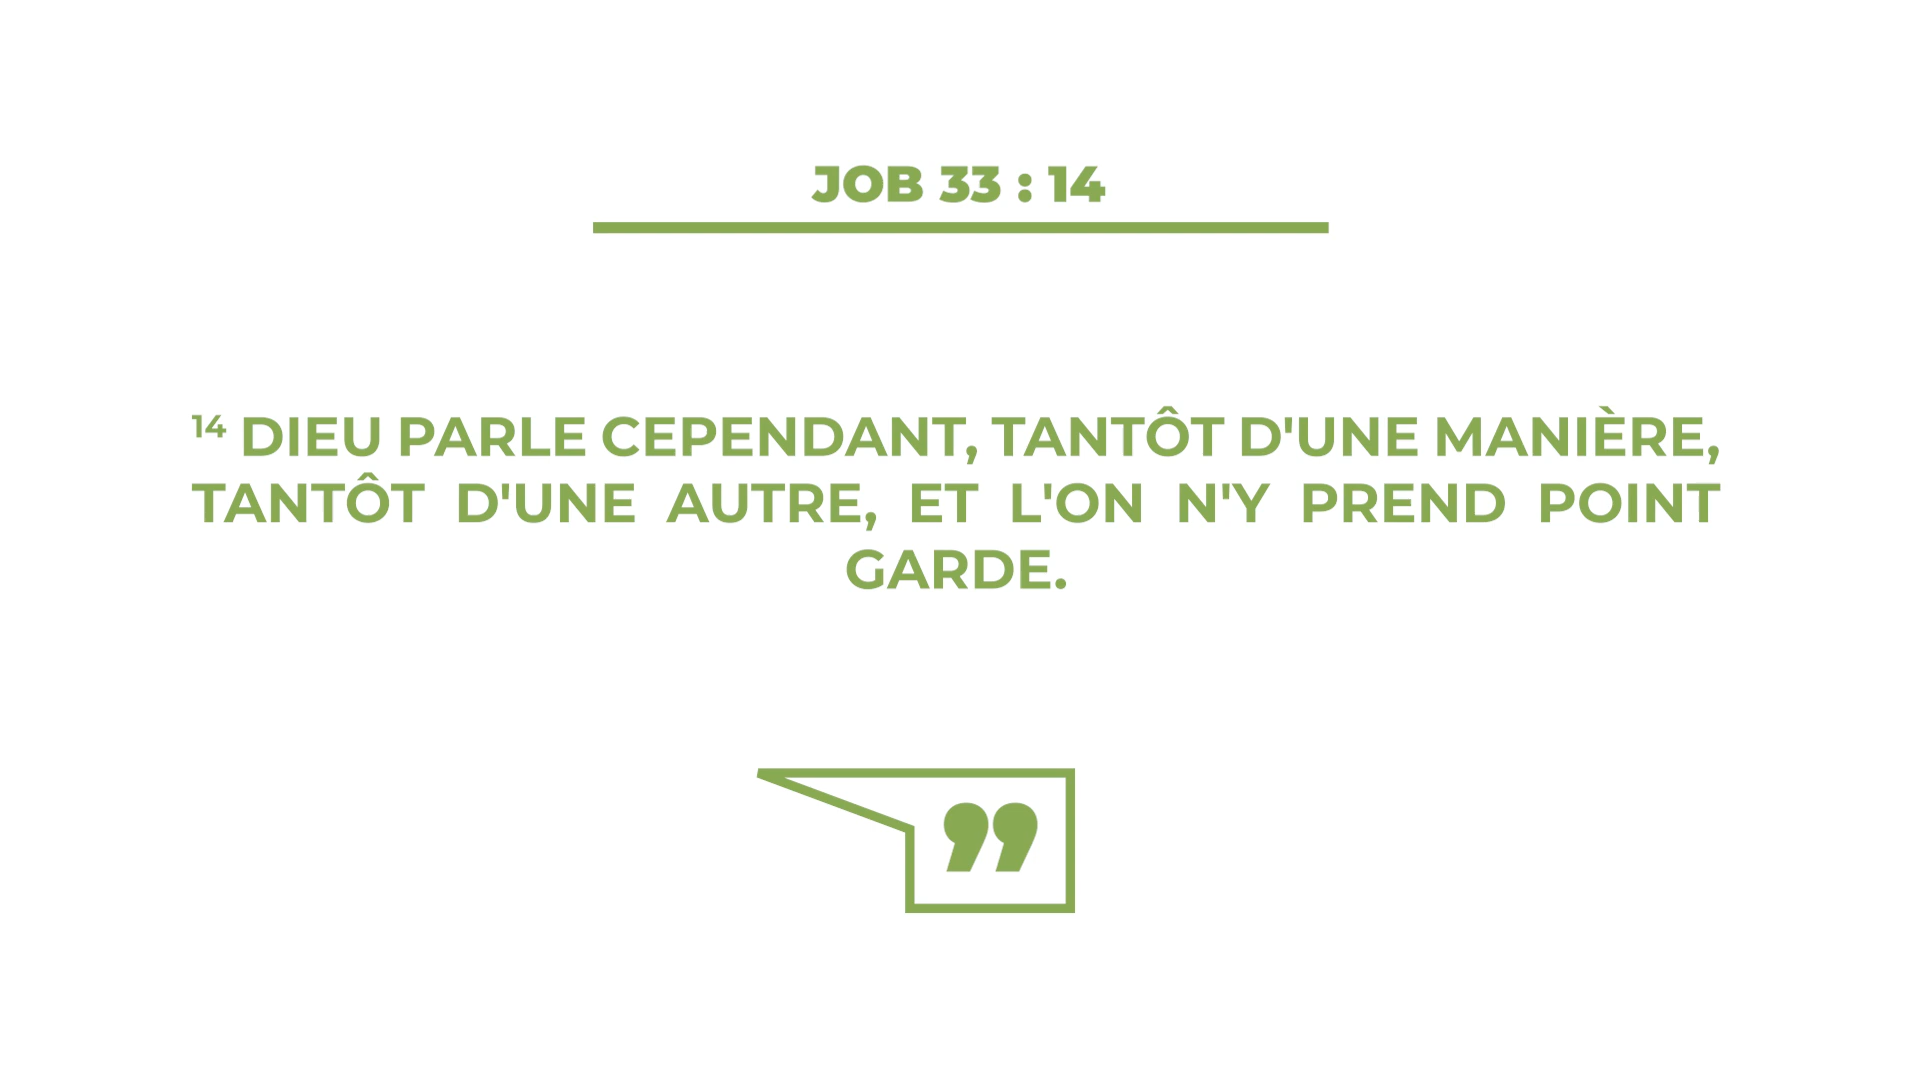 JOB 33 : 14
¹⁴ DIEU PARLE CEPENDANT, TANTÔT D'UNE MANIÈRE,
TANTÔT D'UNE AUTRE, ET L'ON N'Y PREND POINT
GARDE.
”